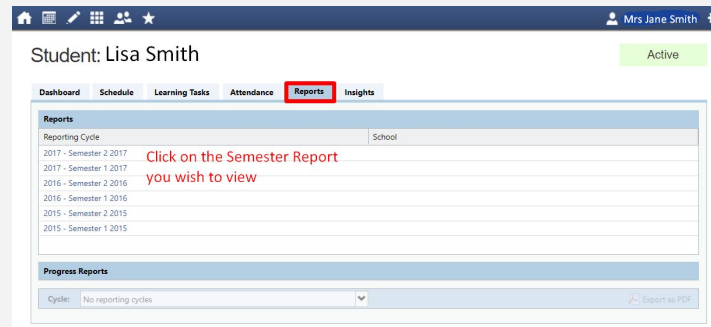 Mrs Jane Smith
Student: Lisa Smith
Active
Dashboard Schedule Learning Tasks Attendance Reports Insights
Reports
Reporting Cycle School
2017 - Semester 2 2017
2017 - Semester 1 2017
2016 - Semester 2 2016
2016 - Semester 1 2016
2015 - Semester 2 2015
2015 - Semester 1 2015
Click on the Semester Report
you wish to view
Progress Reports
Cycle: No reporting cycles Export as PDF